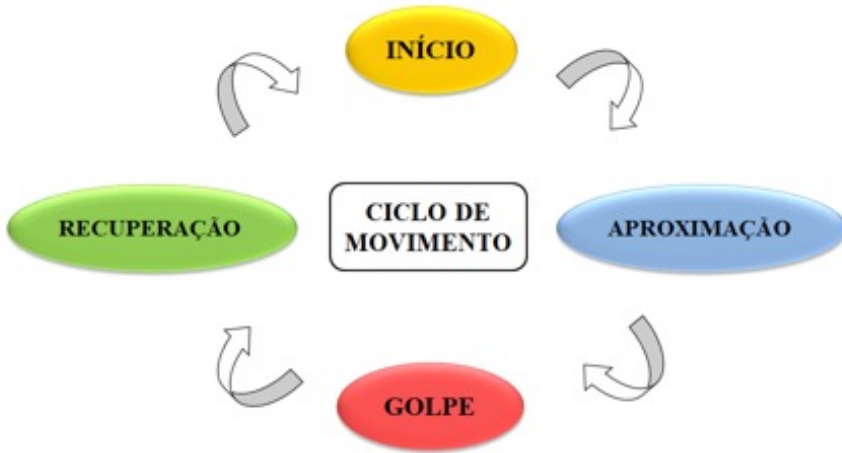 INÍCIO
RECUPERAÇÃO
CICLO DE
MOVIMENTO
APROXIMAÇÃO
GOLPE